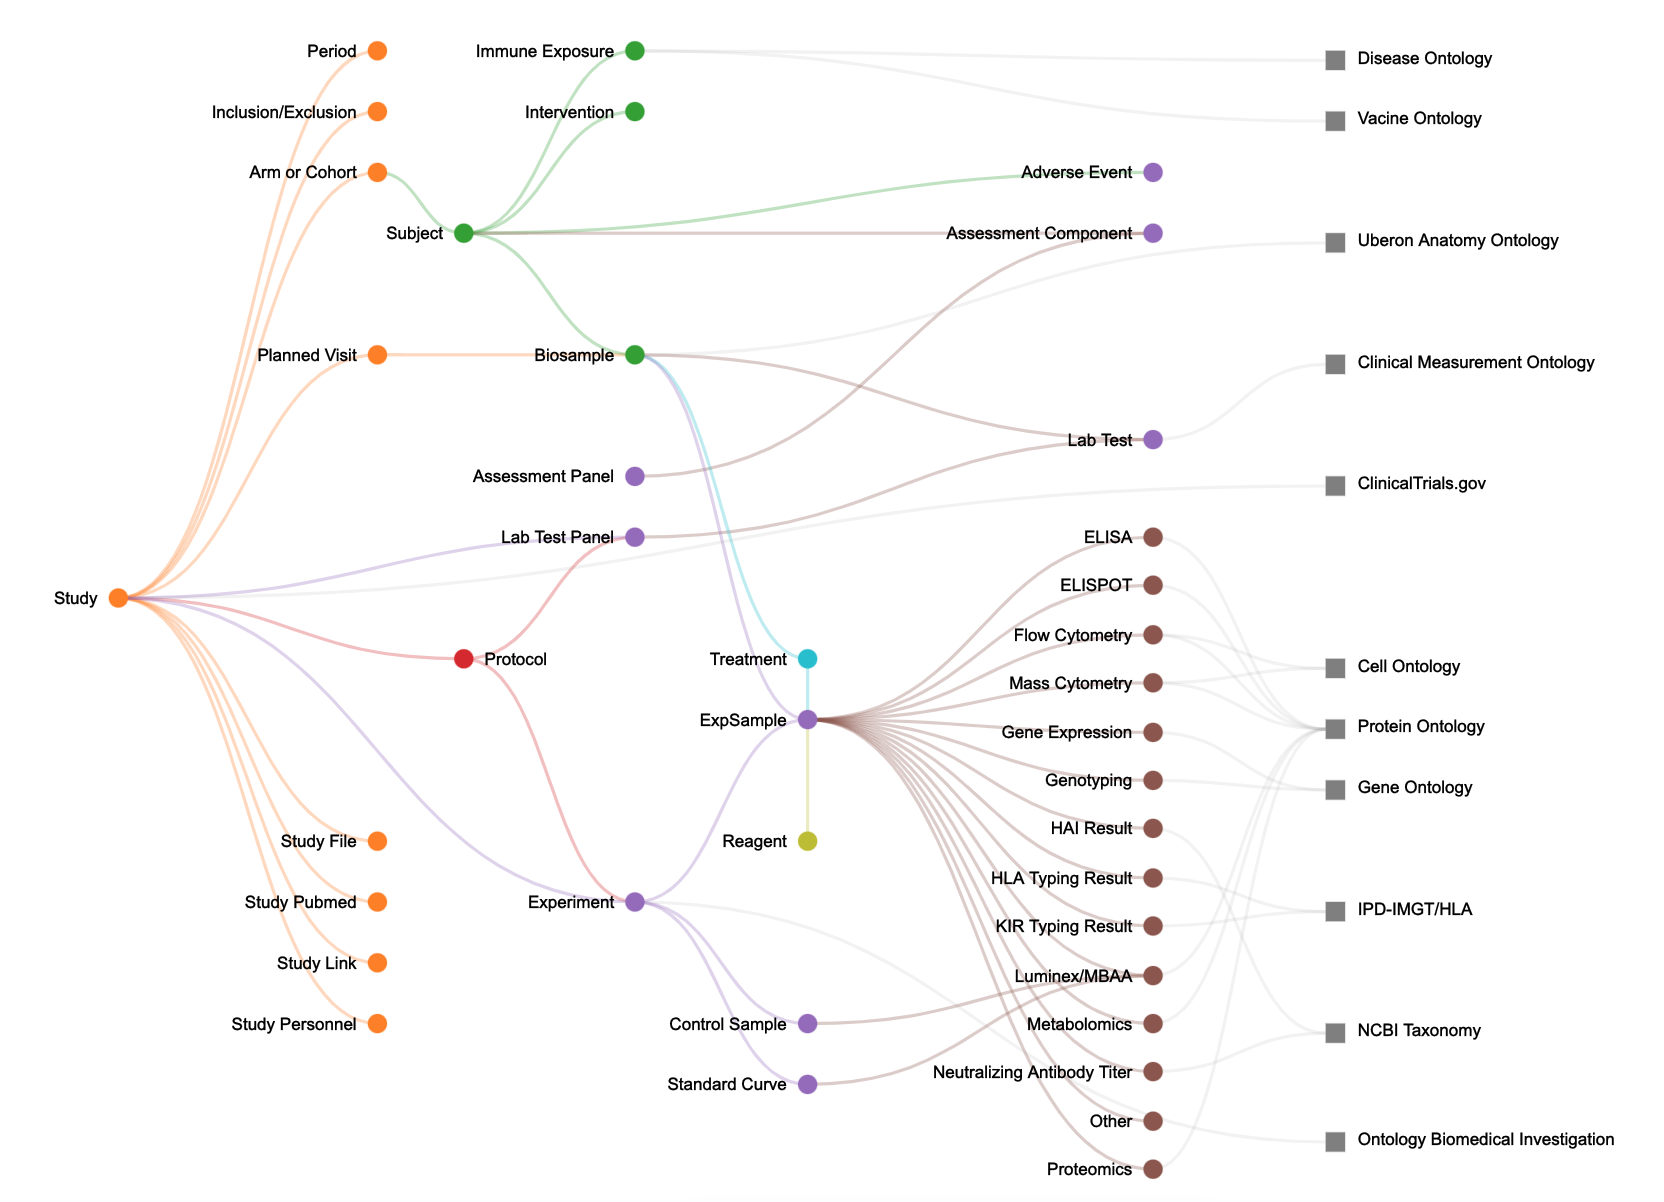 Period
Immune Exposure
Disease Ontology
Inclusion/Exclusion
Intervention
Vacine Ontology
Arm or Cohort
Adverse Event
Subject
Assessment Component
Uberon Anatomy Ontology
Planned Visit
Biosample
Clinical Measurement Ontology
Lab Test
Assessment Panel
ClinicalTrials.gov
Lab Test Panel
ELISA
ELISPOT
Study
Flow Cytometry
Protocol
Treatment
Cell Ontology
Mass Cytometry
ExpSample
Protein Ontology
Gene Expression
Genotyping
Gene Ontology
HAI Result
Study File
Reagent
HLA Typing Result
Study Pubmed
Experiment
IPD-IMGT/HLA
KIR Typing Result
Study Link
Luminex/MBAA
Study Personnel
Control Sample
Metabolomics
NCBI Taxonomy
Neutralizing Antibody Titer
Standard Curve
Other
Ontology Biomedical Investigation
Proteomics